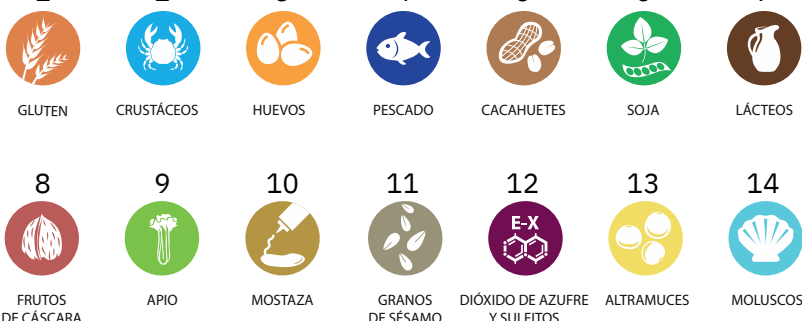 GLUTEN CRUSTÁCEOS HUEVOS PESCADO CACAHUETES SOJA LÁCTEOS
8 9 10 11 12 13 14
E-X
FRUTOS APIO MOSTAZA GRANOS DIÓXIDO DE AZUFRE ALTRAMUCES MOLUSCOS
DE CÁSCARA DE SÉSAMO Y SULFITOS